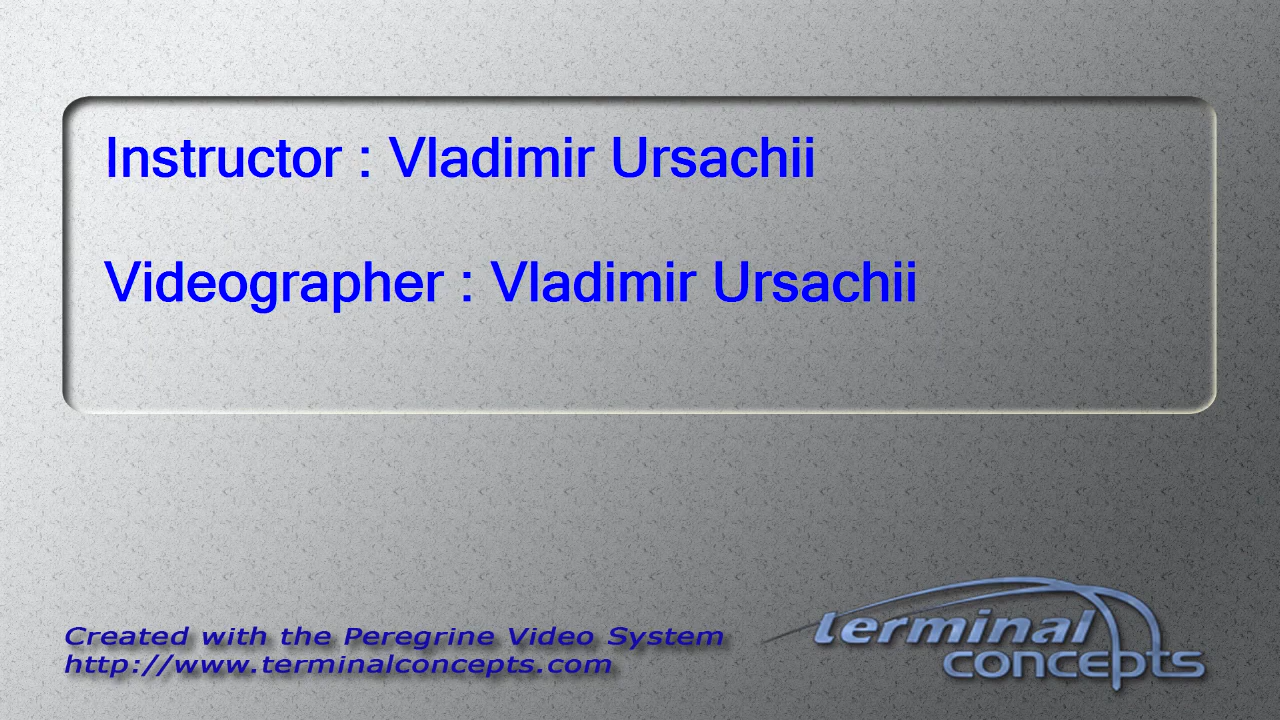 Instructor : Vladimir Ursachii
Videographer : Vladimir Ursachii
Created with the Peregrine Video System
http://www.terminalconcepts.com
terminal
concepts